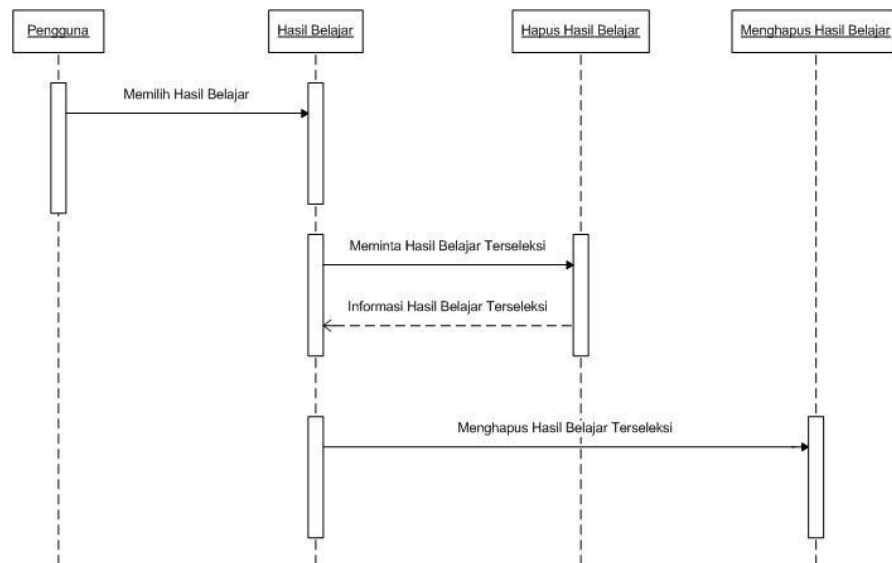 Pengguna
Hasil Belajar
Hapus Hasil Belajar
Menghapus Hasil Belajar
Memilih Hasil Belajar
Meminta Hasil Belajar Terseleksi
Informasi Hasil Belajar Terseleksi
Menghapus Hasil Belajar Terseleksi